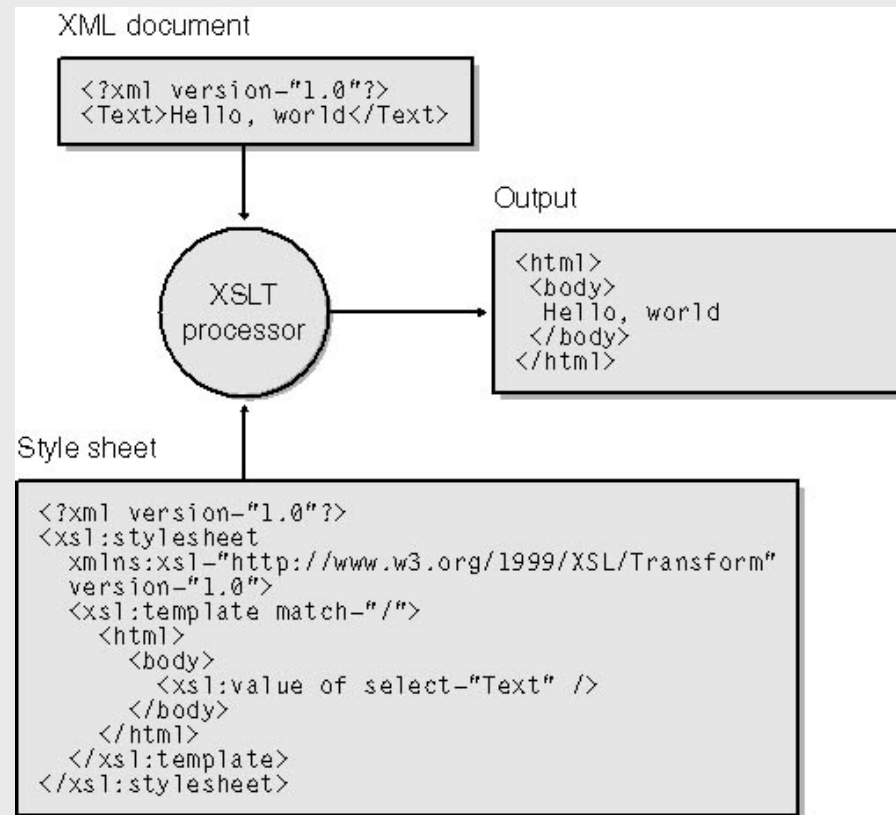 XML document
<?xml version–"1.0"?>
<Text>Hello, world</Text>
XSLT
processor
Output
<html>
<body>
Hello, world
</body>
</html>
Style sheet
<?xml version–"1.0"?>
<xsl:stylesheet
xmlns:xsl–"http://www.w3.org/1999/XSL/Transform"
version–"1.0">
<xsl:template match–"/">
<html>
<body>
<xsl:value of select–"Text" />
</body>
</html>
</xsl:template>
</xsl:stylesheet>